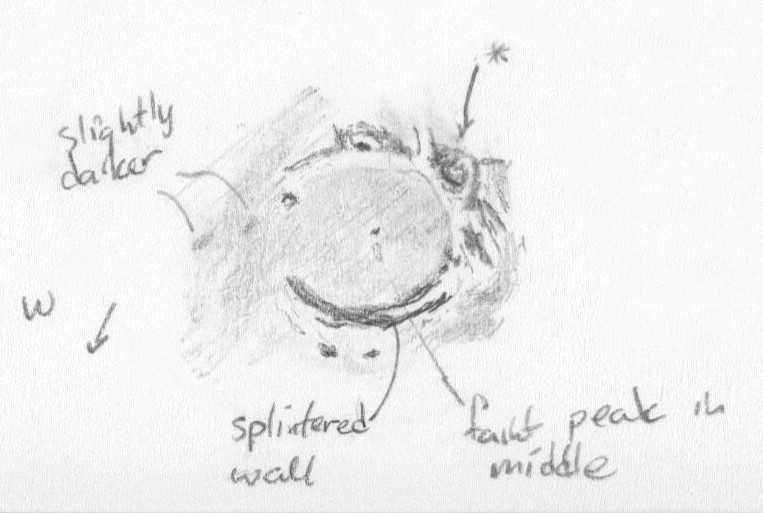 *
slightly
darker
W
splintered
wall
faint peak in
middle